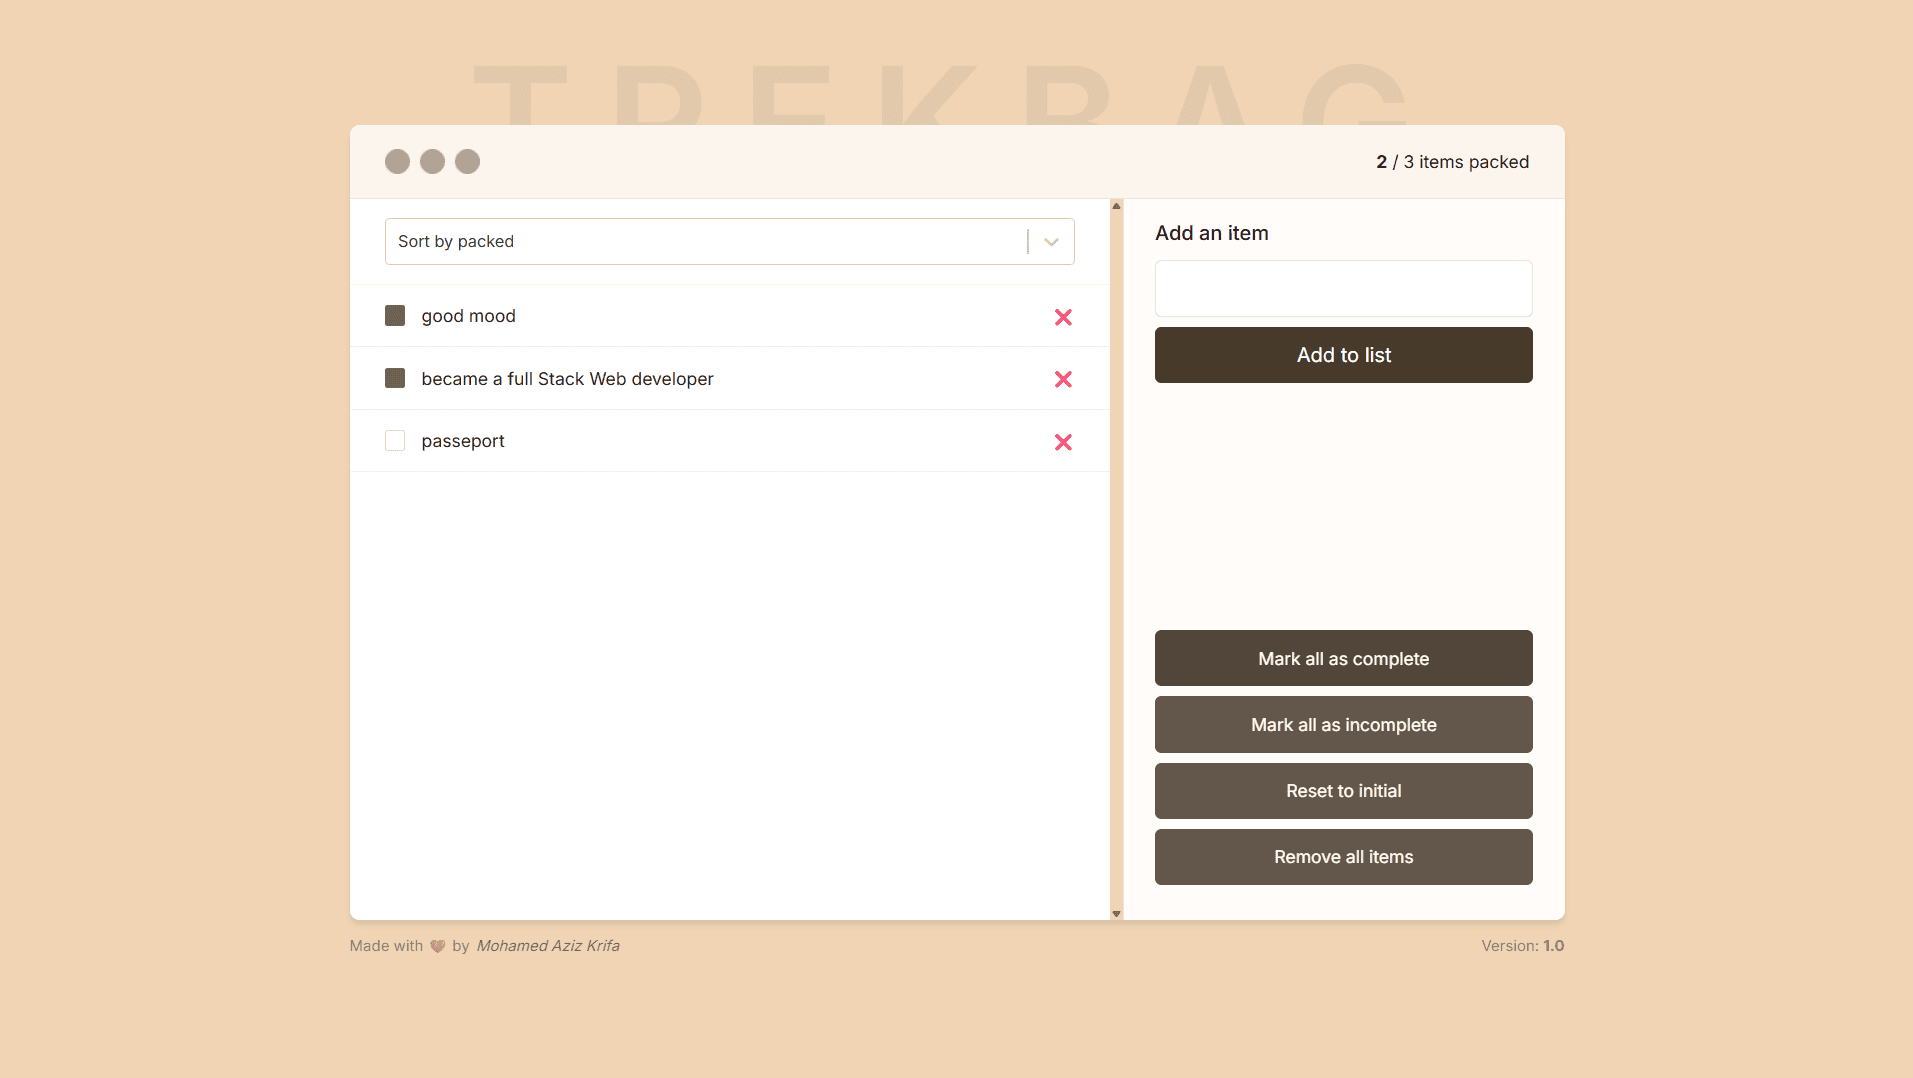 TREKBAG
2 / 3 items packed
Sort by packed
good mood
became a full Stack Web developer
passeport
Add an item
Add to list
Mark all as complete
Mark all as incomplete
Reset to initial
Remove all items
Made with 💖 by Mohamed Aziz Krifa
Version: 1.0